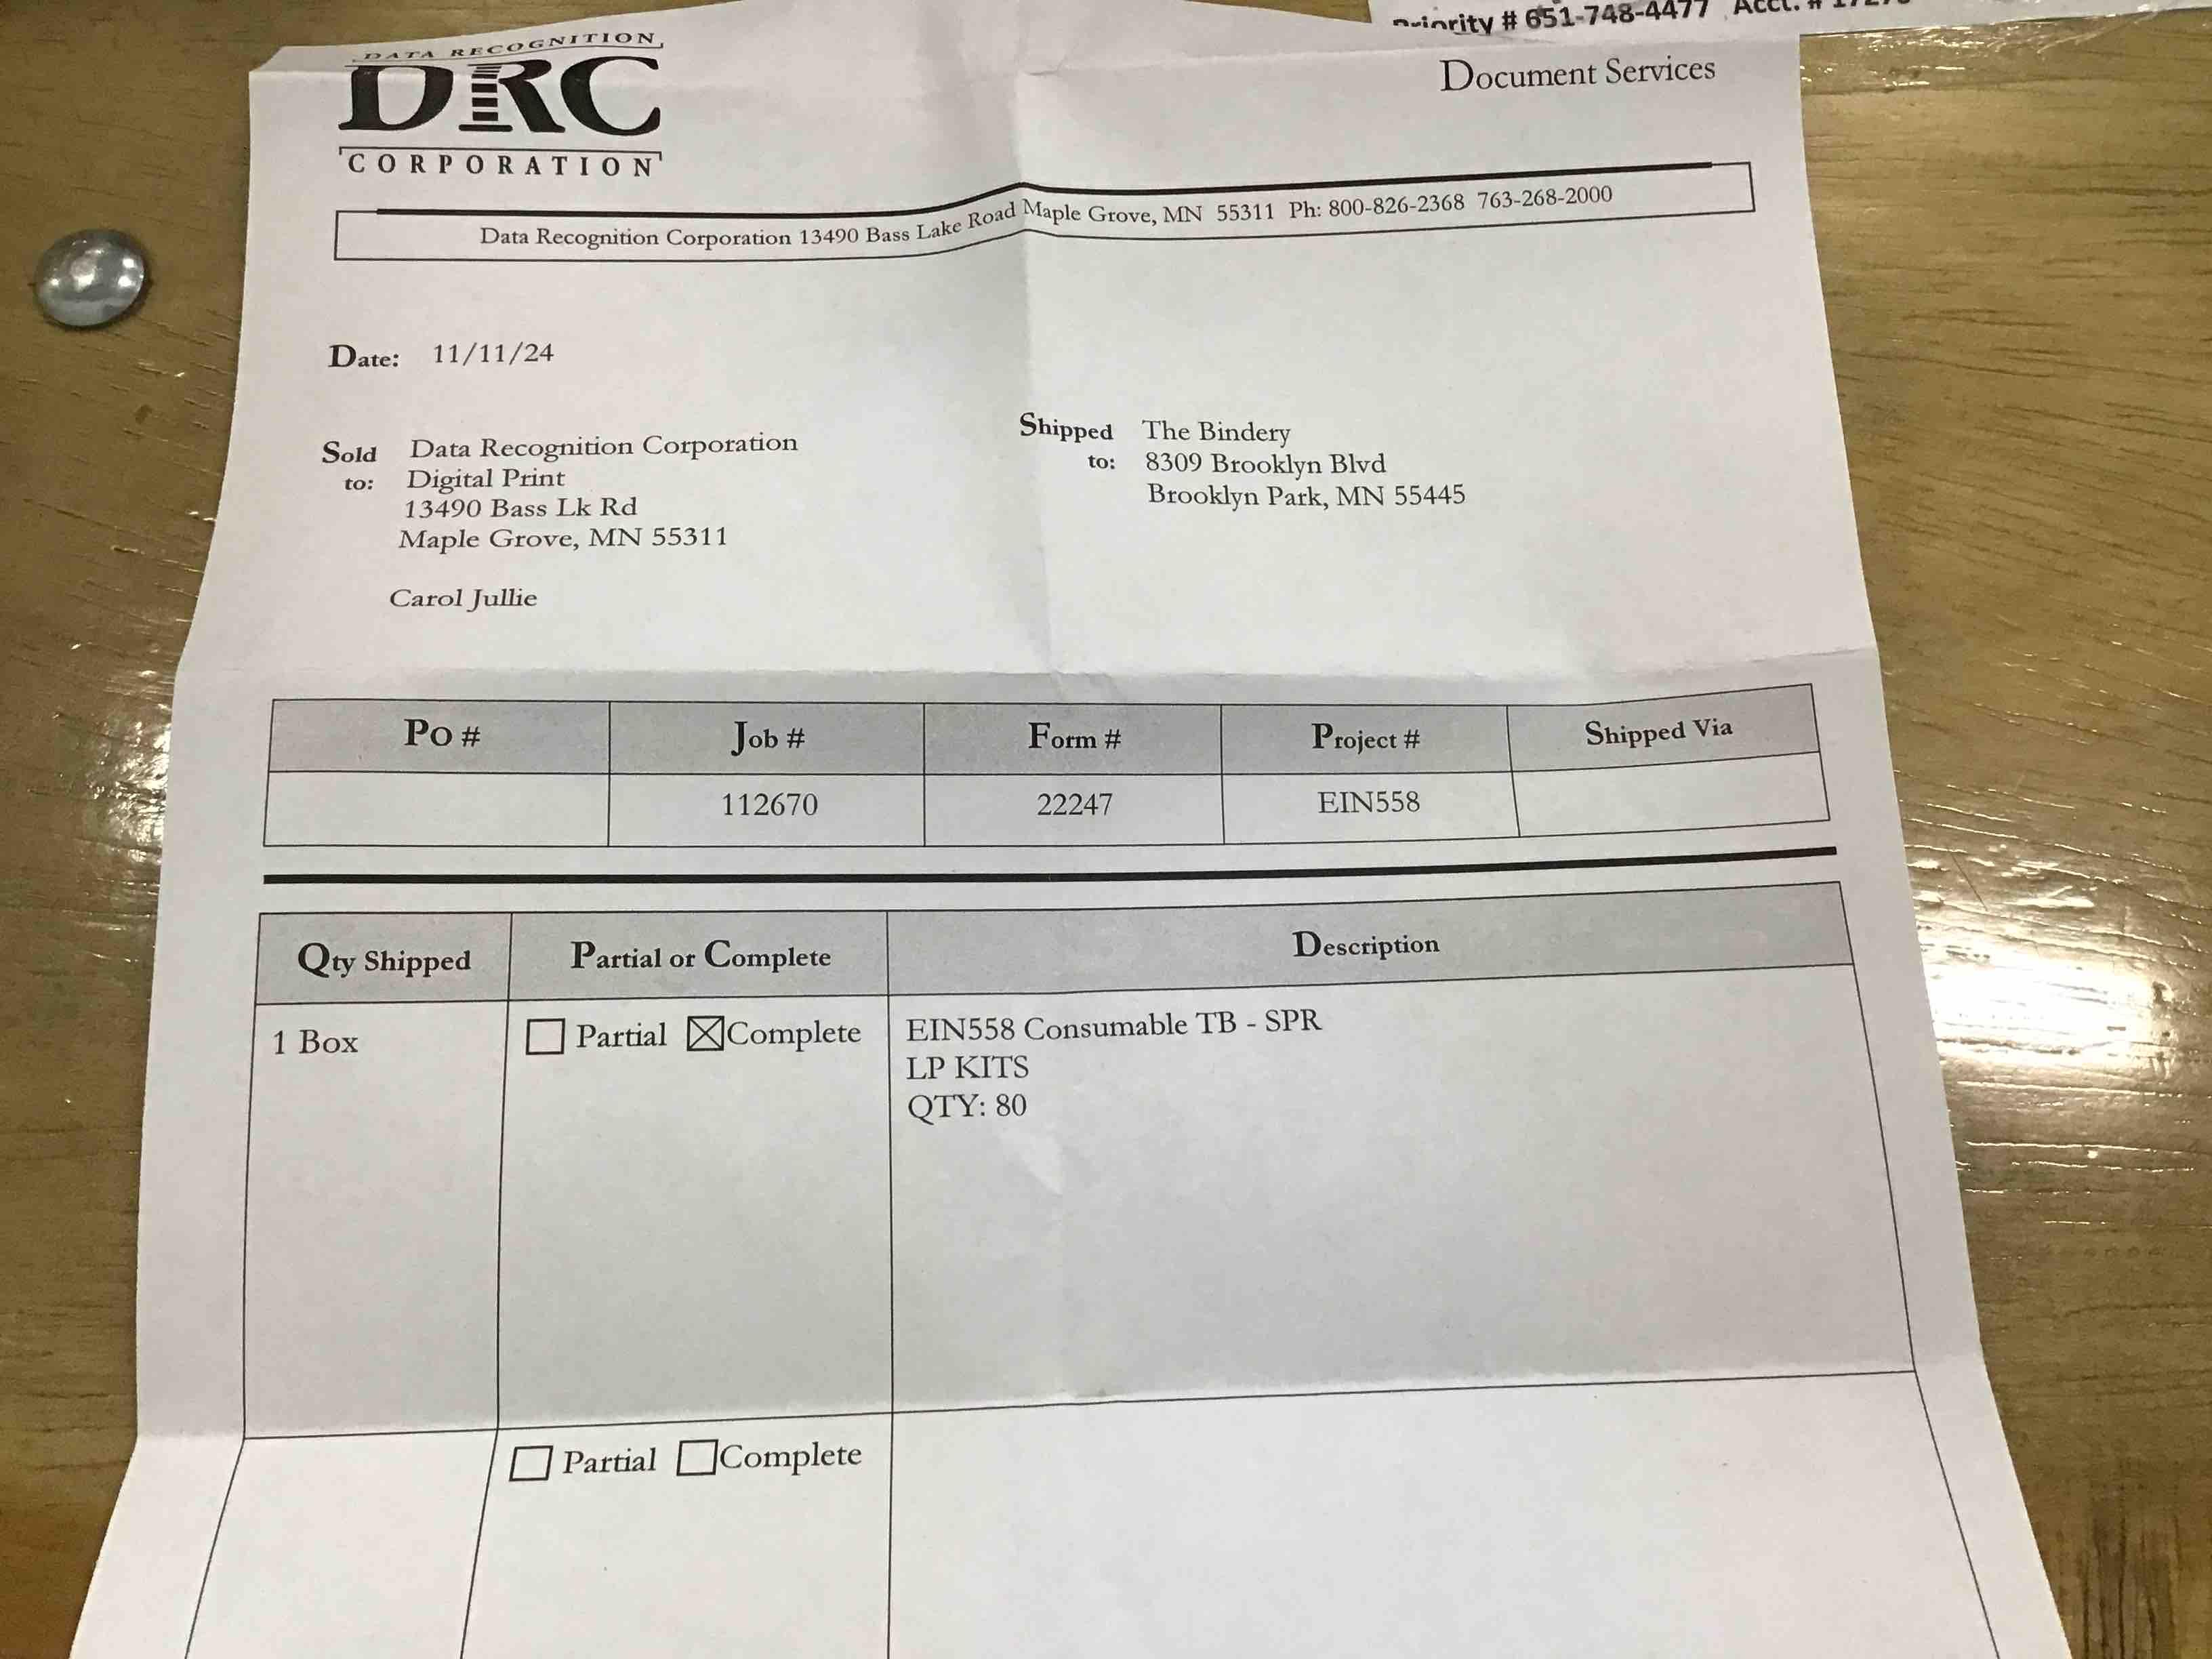 Priority # 651-748-4477 Acct. #
DATA RECOGNITION
DRC
CORPORATION
Document Services
Data Recognition Corporation 13490 Bass Lake Road Maple Grove, MN 55311 Ph: 800-826-2368 763-268-2000
Date: 11/11/24
Sold to: Data Recognition Corporation
Digital Print
13490 Bass Lk Rd
Maple Grove, MN 55311
Carol Jullie
Shipped to: The Bindery
8309 Brooklyn Blvd
Brooklyn Park, MN 55445
Po # Job # Form # Project # Shipped Via
112670 22247 EIN558
Qty Shipped Partial or Complete Description
1 Box Partial Complete EIN558 Consumable TB - SPR
LP KITS
QTY: 80
Partial Complete